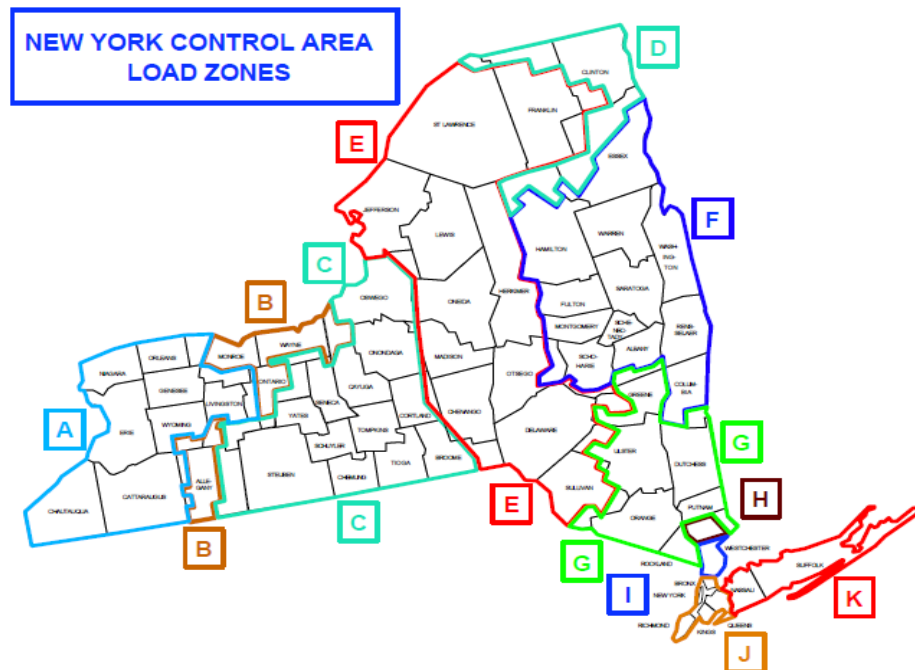 NEW YORK CONTROL AREA
LOAD ZONES
D
CLINTON
FRANKLIN
ST LAWRENCE
E
ESSEX
JEFFERSON
LEWIS
F
WARREN
WASH
ING-
TON
HAMILTON
C
HERKIMER
B
OSWEGO
ONEIDA
SARATOGA
FULTON
MONTGOMERY
SCHE-
NEC
TADY
RENS-
SELAER
ORLEANS
MONROE
WAYNE
NIAGARA
ONONDAGA
MADISON
ALBANY
SCHO-
HARIE
OTSEGO
GENESEE
ONTARIO
CAYUGA
SENECA
LIVINGSTON
GREENE
COLUM-
BIA
A
ERIE
WYOMING
YATES
CORTLAND
CHENANGO
TOMPKINS
DELAWARE
SCHUYLER
ULSTER
G
DUTCHESS
BROOME
TIOGA
STEUBEN
CHEMUNG
ALLE-
GANY
CATTARAUGUS
CHAUTAUQUA
SULLIVAN
H
PUTNAM
C
E
ORANGE
B
G
ROCKLAND
WESTCHESTER
SUFFOLK
I
BRONX
NEW YORK
NASSAU
K
RICHMOND
KINGS
QUEENS
J